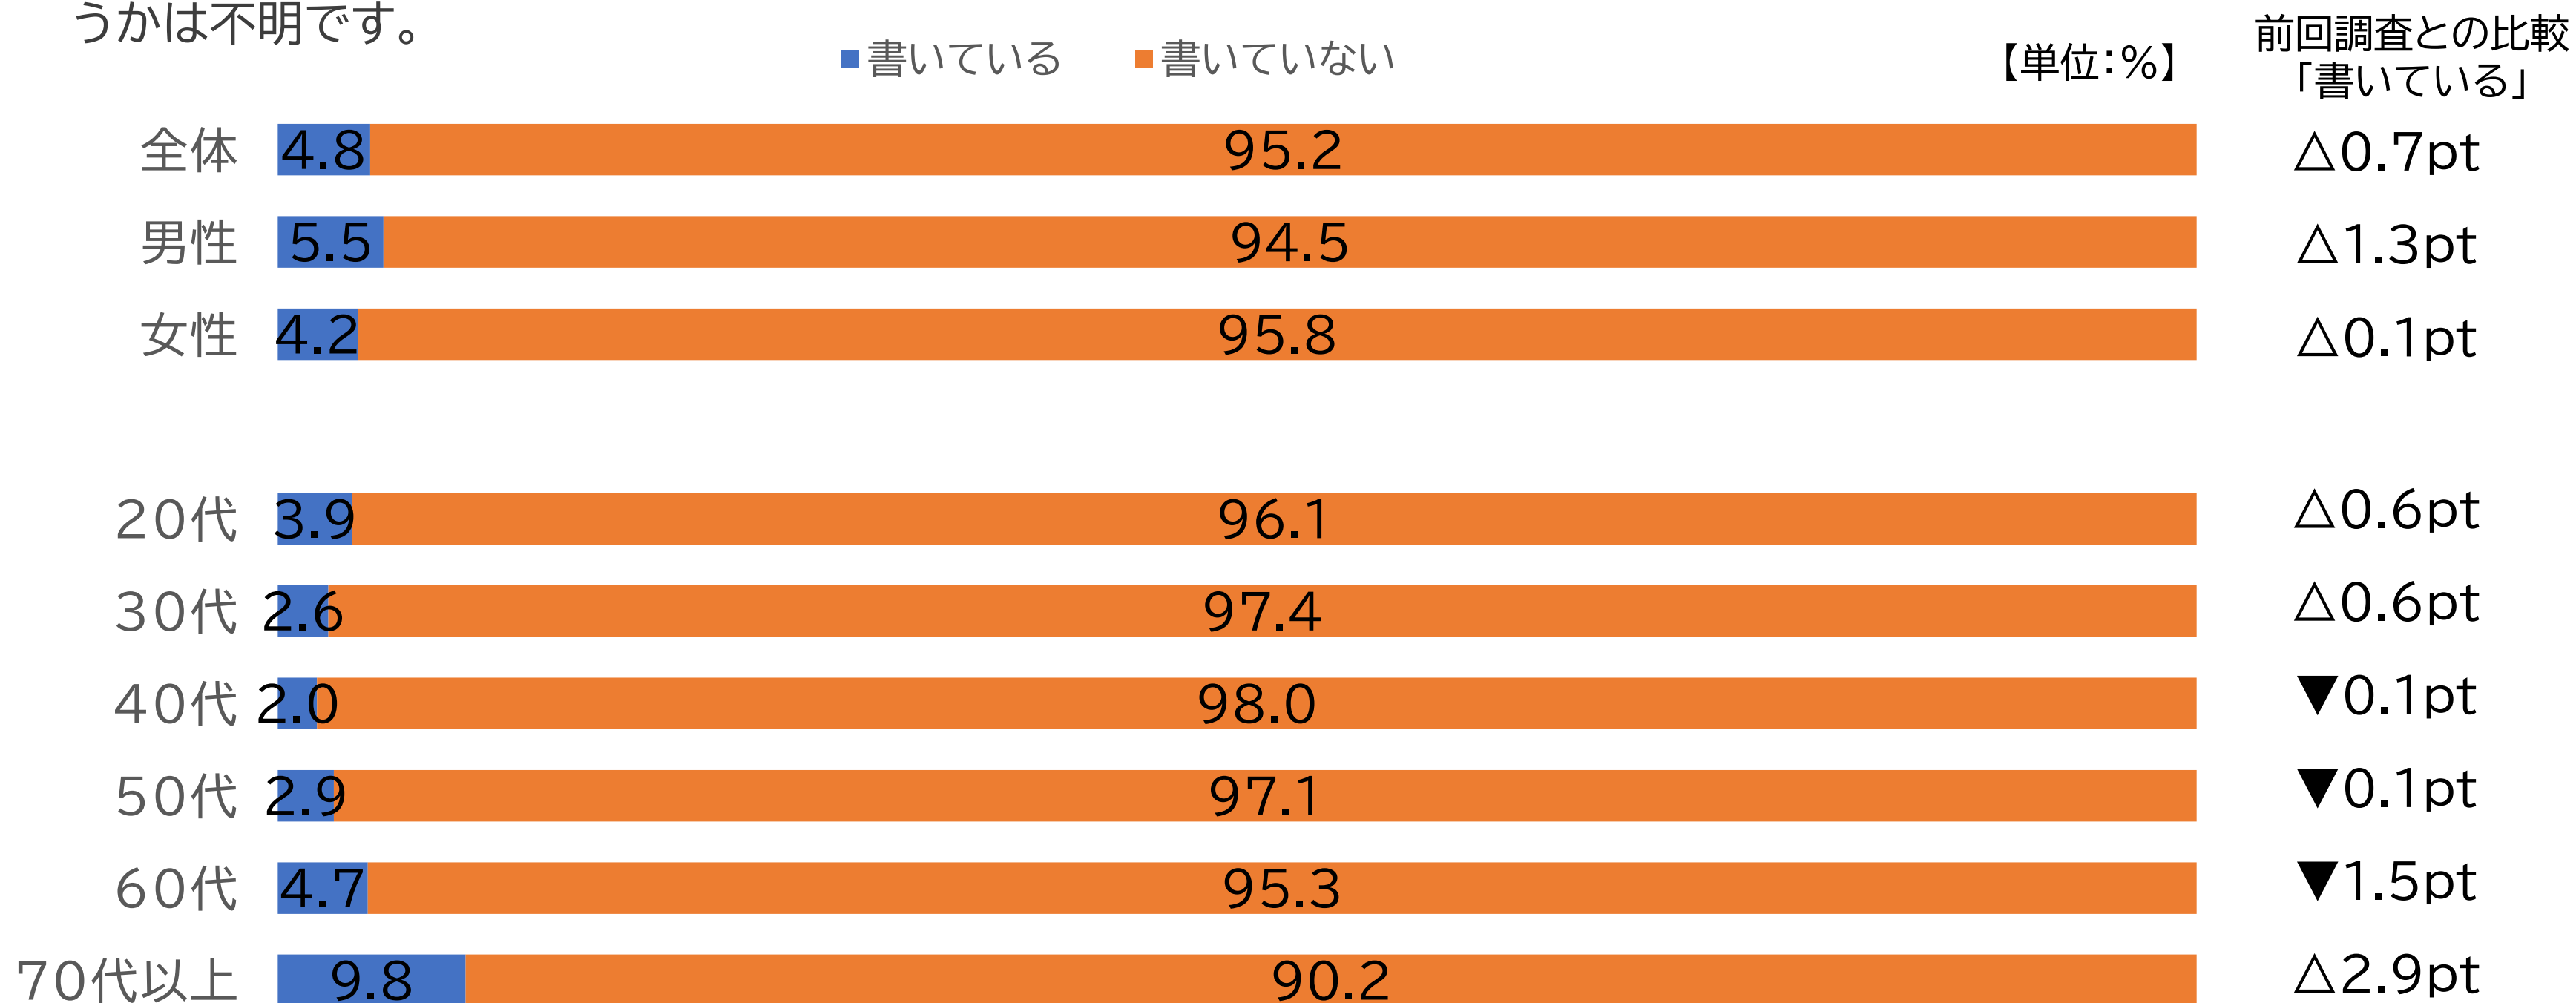 うかは不明です。
■書いている ■書いていない 【単位：%】 前回調査との比較
「書いている」
全体 4.8 95.2 △0.7pt
男性 5.5 94.5 △1.3pt
女性 4.2 95.8 △0.1pt
20代 3.9 96.1 △0.6pt
30代 2.6 97.4 △0.6pt
40代 2.0 98.0 ▼0.1pt
50代 2.9 97.1 ▼0.1pt
60代 4.7 95.3 ▼1.5pt
70代以上 9.8 90.2 △2.9pt